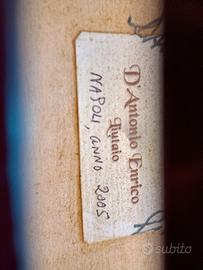 D'Antonio Enrico
liutaio
NAPOLI, ANNO 2005
subito